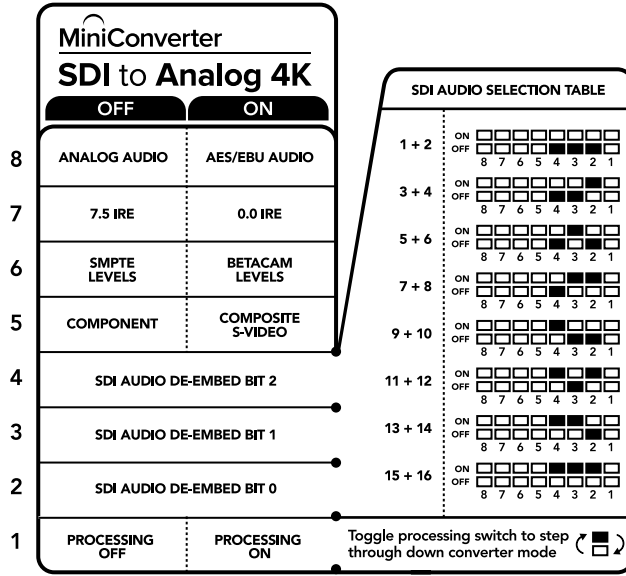 MiniConverter
SDI to Analog 4K
OFF ON
8 ANALOG AUDIO AES/EBU AUDIO
7 7.5 IRE 0.0 IRE
6 SMPTE
LEVELS
BETACAM
LEVELS
5 COMPONENT
COMPOSITE
S-VIDEO
4 SDI AUDIO DE-EMBED BIT 2
3 SDI AUDIO DE-EMBED BIT 1
2 SDI AUDIO DE-EMBED BIT 0
1 PROCESSING
OFF
PROCESSING
ON
SDI AUDIO SELECTION TABLE
1 + 2
ON
OFF
8 7 6 5 4 3 2 1
3 + 4
ON
OFF
8 7 6 5 4 3 2 1
5 + 6
ON
OFF
8 7 6 5 4 3 2 1
7 + 8
ON
OFF
8 7 6 5 4 3 2 1
9 + 10
ON
OFF
8 7 6 5 4 3 2 1
11 + 12
ON
OFF
8 7 6 5 4 3 2 1
13 + 14
ON
OFF
8 7 6 5 4 3 2 1
15 + 16
ON
OFF
8 7 6 5 4 3 2 1
Toggle processing switch to step
through down converter mode